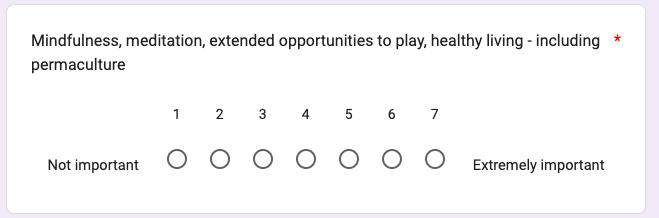 Mindfulness, meditation, extended opportunities to play, healthy living - including *
permaculture
1 2 3 4 5 6 7
Not important Extremely important